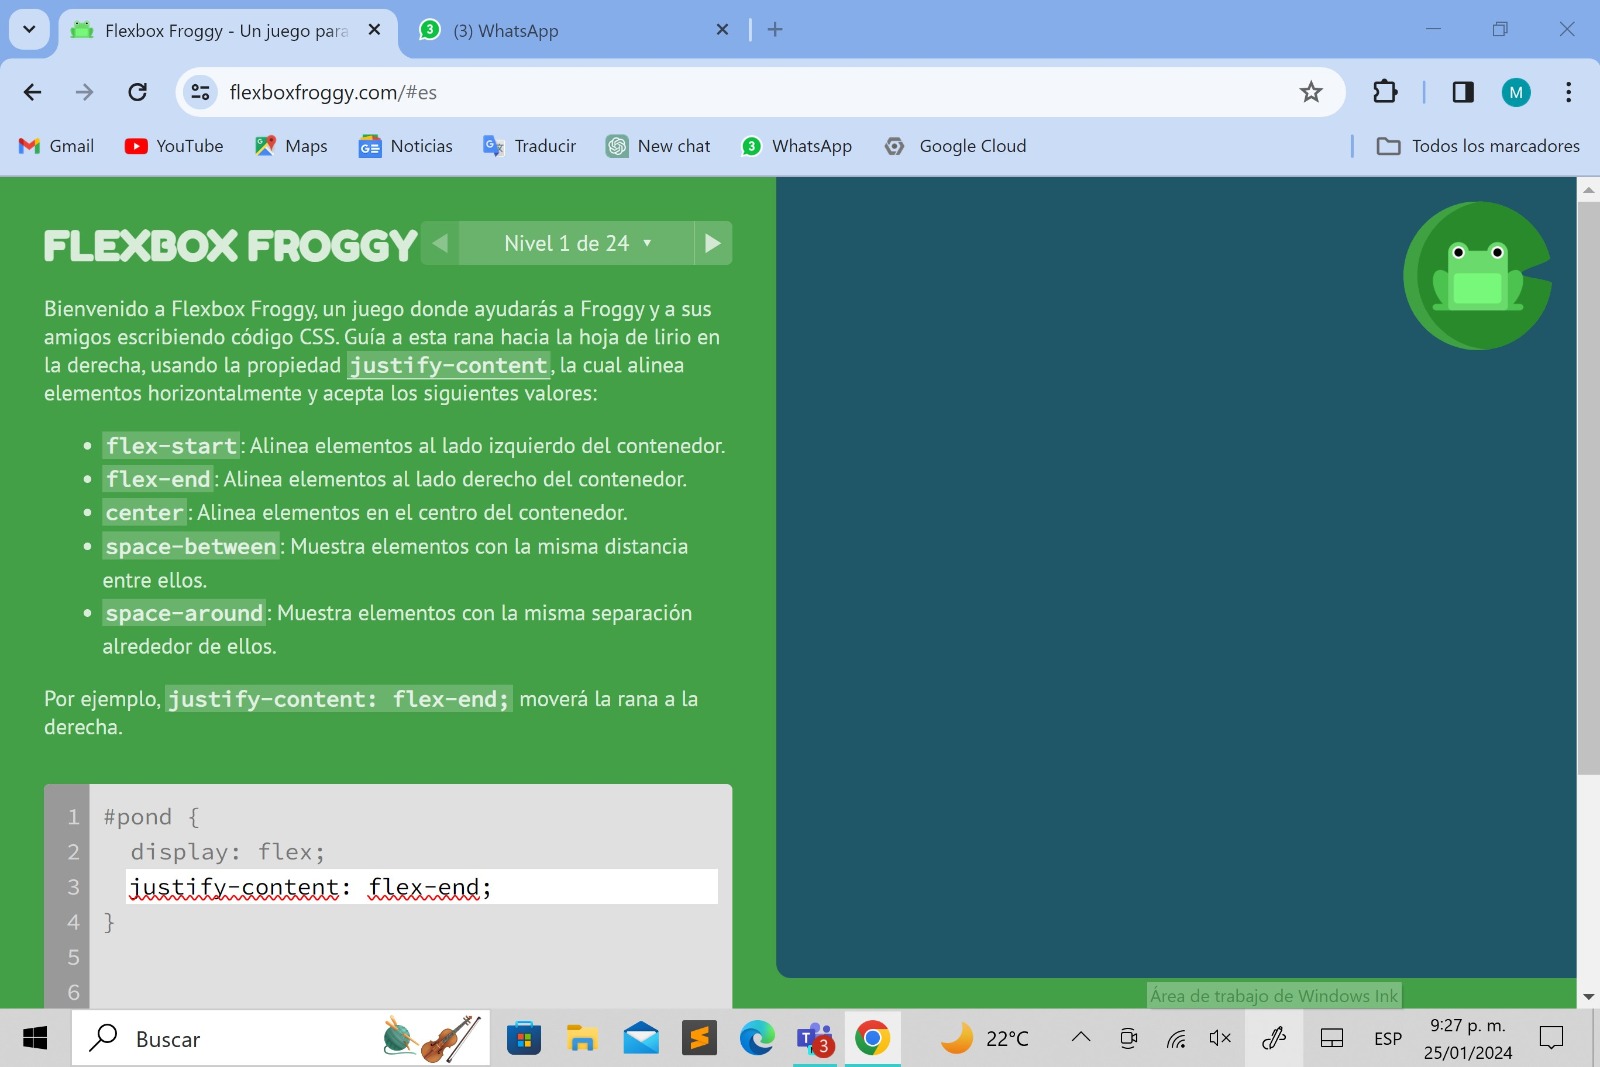 Flexbox Froggy - Un juego para
3 (3) WhatsApp
flexboxfroggy.com/#es
M
Gmail YouTube Maps Noticias Traducir New chat 3 WhatsApp Google Cloud Todos los marcadores
FLEXBOX FROGGY
Nivel 1 de 24
Bienvenido a Flexbox Froggy, un juego donde ayudarás a Froggy y a sus
amigos escribiendo código CSS. Guía a esta rana hacia la hoja de lirio en
la derecha, usando la propiedad justify-content, la cual alinea
elementos horizontalmente y acepta los siguientes valores:
• flex-start: Alinea elementos al lado izquierdo del contenedor.
• flex-end: Alinea elementos al lado derecho del contenedor.
• center: Alinea elementos en el centro del contenedor.
• space-between: Muestra elementos con la misma distancia
entre ellos.
• space-around: Muestra elementos con la misma separación
alrededor de ellos.
Por ejemplo, justify-content: flex-end; moverá la rana a la
derecha.
1 #pond {
2 display: flex;
3 justify-content: flex-end;
4 }
5
6
Área de trabajo de Windows Ink
Buscar
3
22°C
ESP
9:27 p. m.
25/01/2024